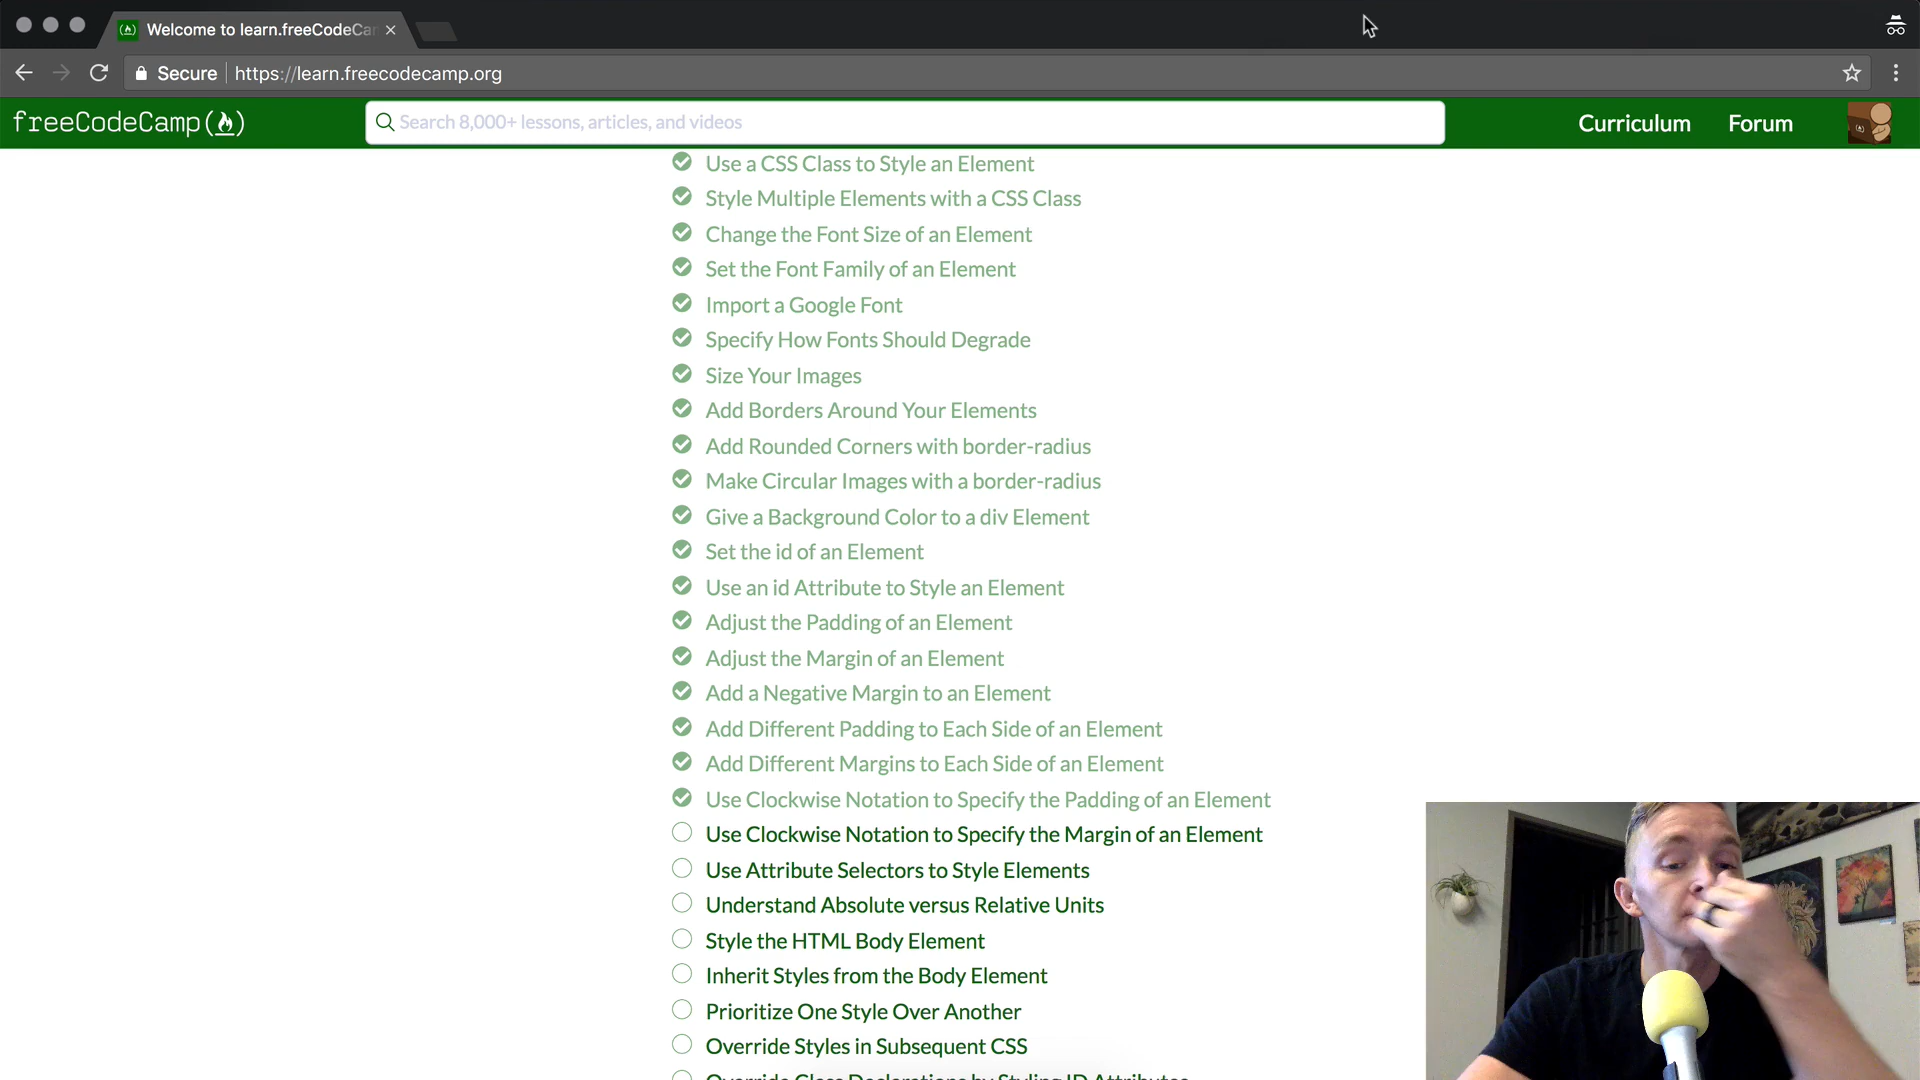 Welcome to learn.freeCodeCa
Secure https://learn.freecodecamp.org
freeCodeCamp
Search 8,000+ lessons, articles, and videos
Curriculum
Forum
Use a CSS Class to Style an Element
Style Multiple Elements with a CSS Class
Change the Font Size of an Element
Set the Font Family of an Element
Import a Google Font
Specify How Fonts Should Degrade
Size Your Images
Add Borders Around Your Elements
Add Rounded Corners with border-radius
Make Circular Images with a border-radius
Give a Background Color to a div Element
Set the id of an Element
Use an id Attribute to Style an Element
Adjust the Padding of an Element
Adjust the Margin of an Element
Add a Negative Margin to an Element
Add Different Padding to Each Side of an Element
Add Different Margins to Each Side of an Element
Use Clockwise Notation to Specify the Padding of an Element
Use Clockwise Notation to Specify the Margin of an Element
Use Attribute Selectors to Style Elements
Understand Absolute versus Relative Units
Style the HTML Body Element
Inherit Styles from the Body Element
Prioritize One Style Over Another
Override Styles in Subsequent CSS
Override Class Declarations by Styling ID Attributes